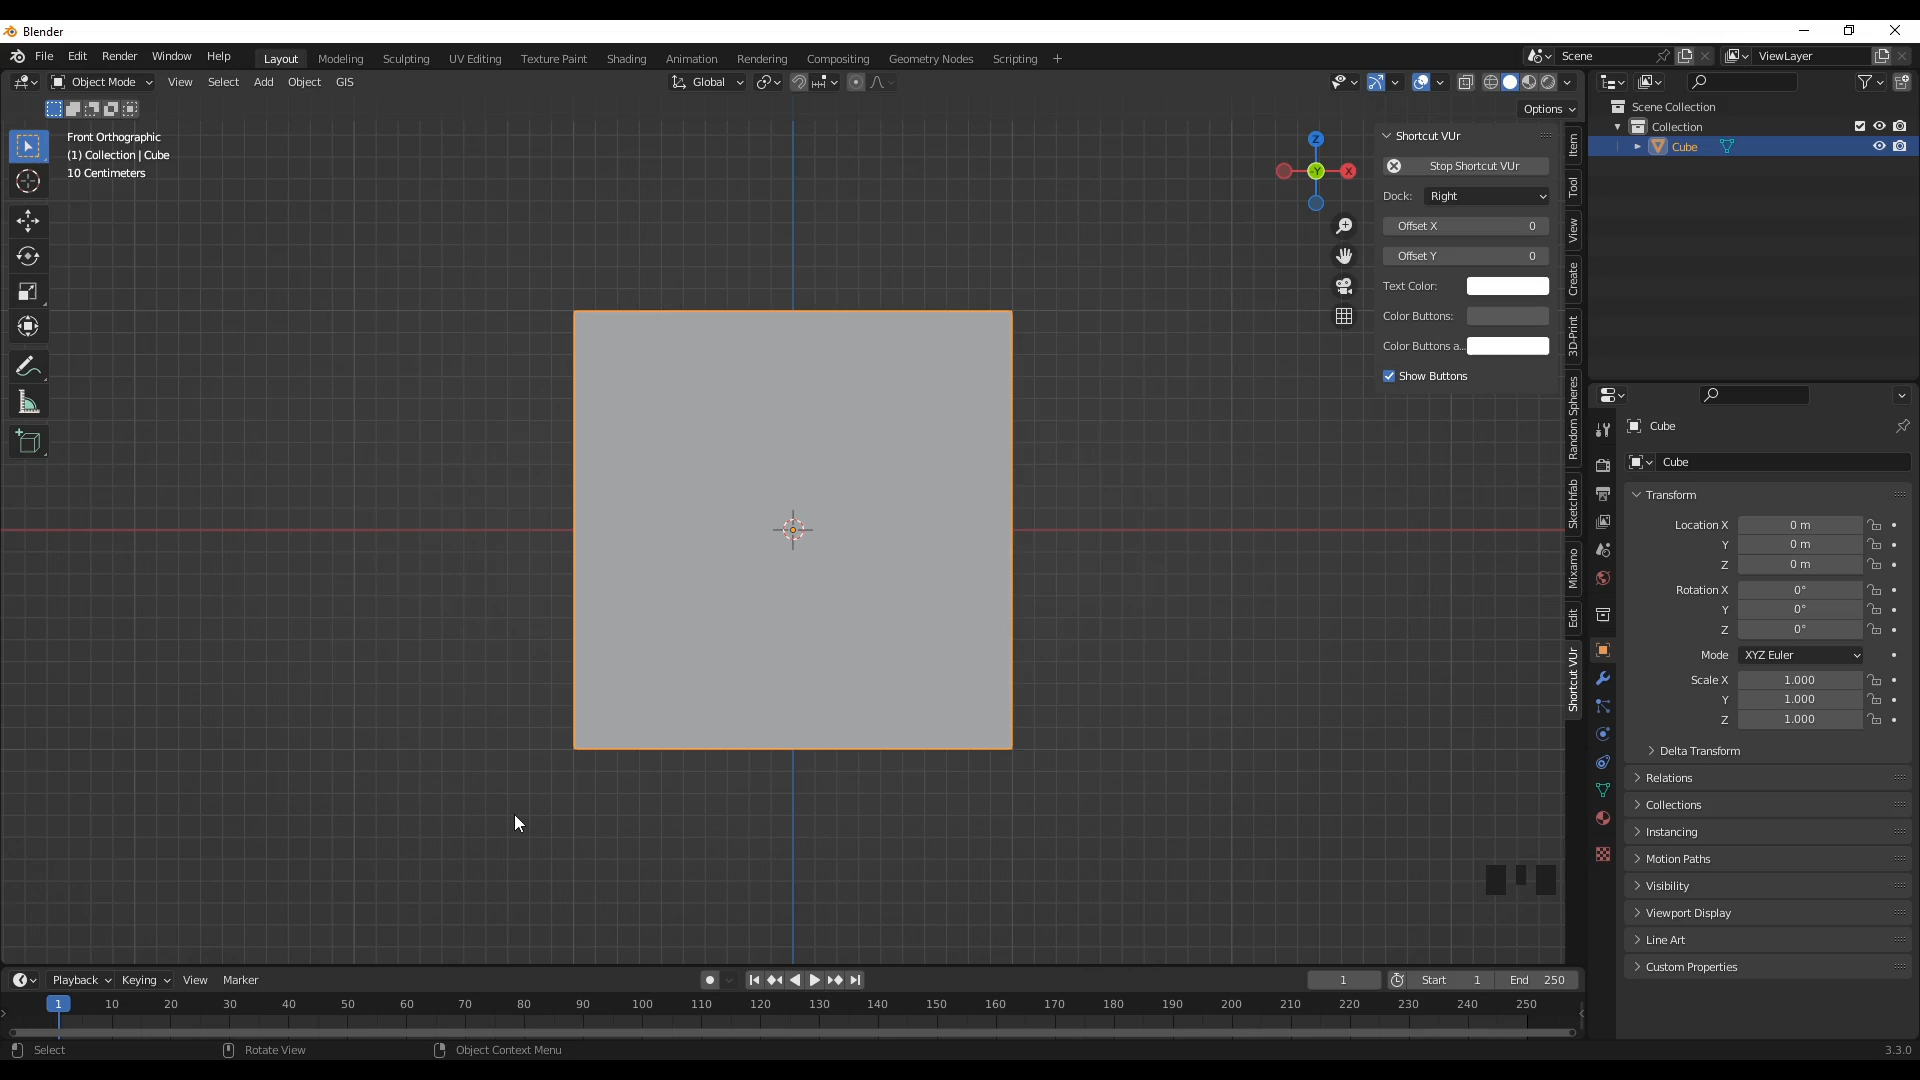 Blender
File Edit Render Window Help Layout Modeling Sculpting UV Editing Texture Paint Shading Animation Rendering Compositing Geometry Nodes Scripting + Scene ViewLayer
Object Mode View Select Add Object GIS Global
Options
Front Orthographic
(1) Collection | Cube
10 Centimeters
Z
X
-Y
Shortcut VUr
Stop Shortcut VUr
Dock: Right
Offset X 0
Offset Y 0
Text Color:
Color Buttons:
Color Buttons a...
Show Buttons
Item
Tool
View
Create
3D-Print
Random Spheres
Sketchfab
Mixamo
Edit
Shortcut VUr
Scene Collection
Collection
Cube
Cube
Cube
Transform
Location X 0 m
Y 0 m
Z 0 m
Rotation X 0°
Y 0°
Z 0°
Mode XYZ Euler
Scale X 1.000
Y 1.000
Z 1.000
Delta Transform
Relations
Collections
Instancing
Motion Paths
Visibility
Viewport Display
Line Art
Custom Properties
Playback Keying View Marker 1 Start 1 End 250
1 10 20 30 40 50 60 70 80 90 100 110 120 130 140 150 160 170 180 190 200 210 220 230 240 250
Select Rotate View Object Context Menu 3.3.0